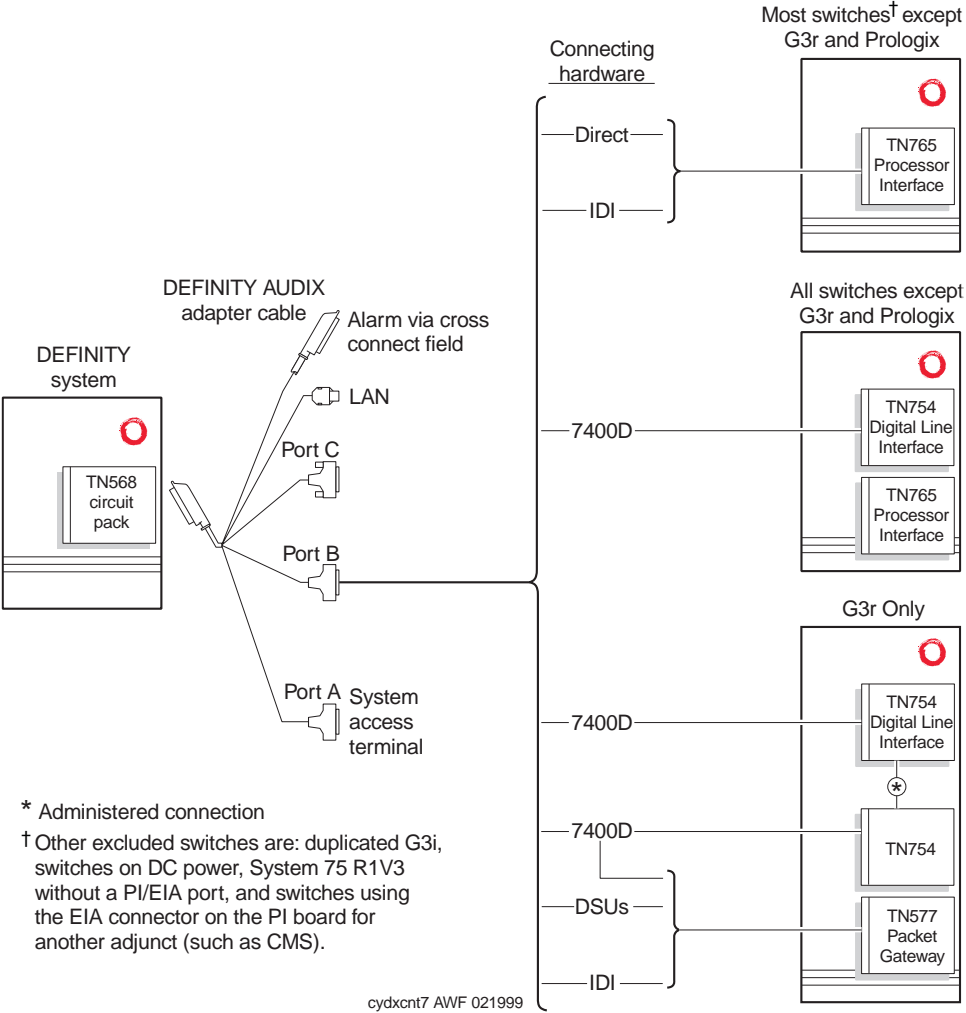 Most switches† except
G3r and Prologix
Connecting
hardware
Direct
IDI
TN765
Processor
Interface
All switches except
G3r and Prologix
DEFINITY AUDIX
adapter cable
Alarm via cross
connect field
DEFINITY
system
LAN
7400D
TN754
Digital Line
Interface
Port C
TN568
circuit
pack
TN765
Processor
Interface
Port B
G3r Only
Port A
System
access
terminal
7400D
TN754
Digital Line
Interface
*
* Administered connection
† Other excluded switches are: duplicated G3i,
switches on DC power, System 75 R1V3
without a PI/EIA port, and switches using
the EIA connector on the PI board for
another adjunct (such as CMS).
7400D
TN754
DSUs
IDI
TN577
Packet
Gateway
cydxcnt7 AWF 021999